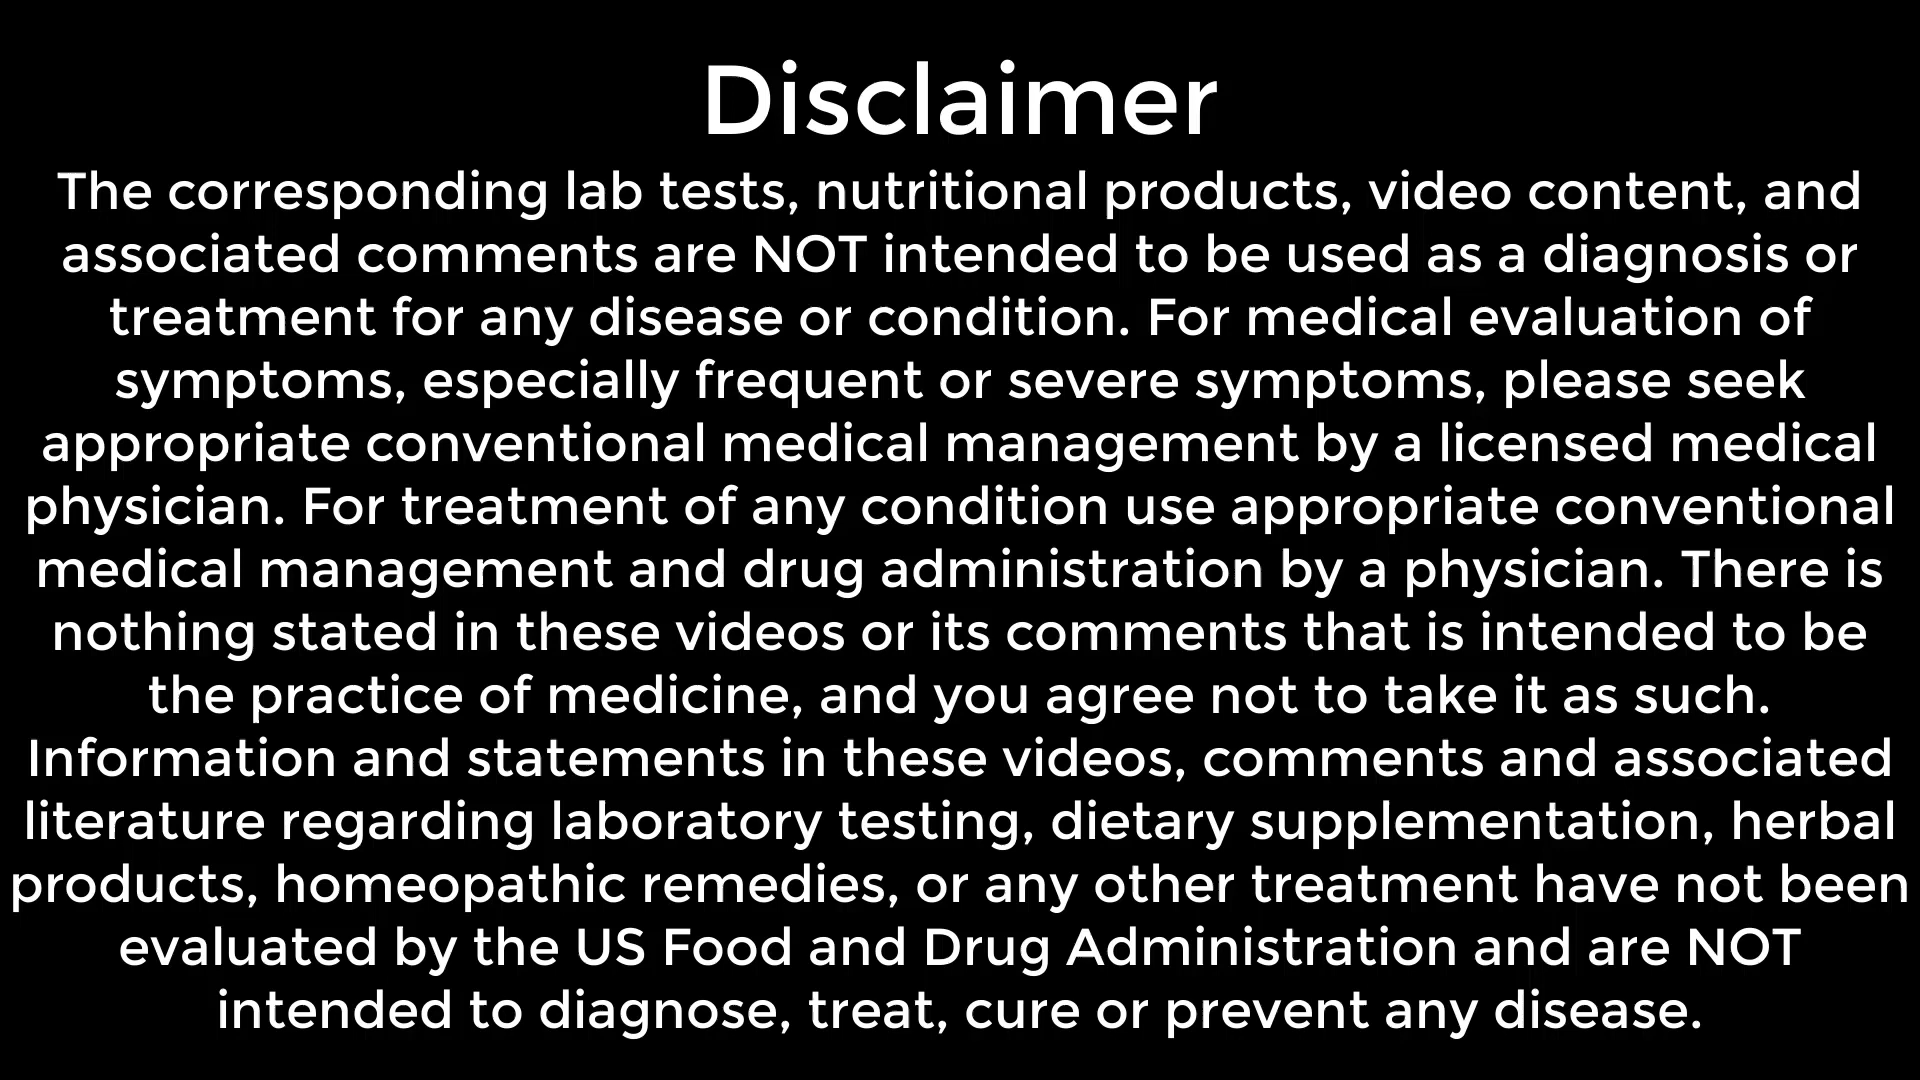 Disclaimer
The corresponding lab tests, nutritional products, video content, and
associated comments are NOT intended to be used as a diagnosis or
treatment for any disease or condition. For medical evaluation of
symptoms, especially frequent or severe symptoms, please seek
appropriate conventional medical management by a licensed medical
physician. For treatment of any condition use appropriate conventional
medical management and drug administration by a physician. There is
nothing stated in these videos or its comments that is intended to be
the practice of medicine, and you agree not to take it as such.
Information and statements in these videos, comments and associated
literature regarding laboratory testing, dietary supplementation, herbal
products, homeopathic remedies, or any other treatment have not been
evaluated by the US Food and Drug Administration and are NOT
intended to diagnose, treat, cure or prevent any disease.